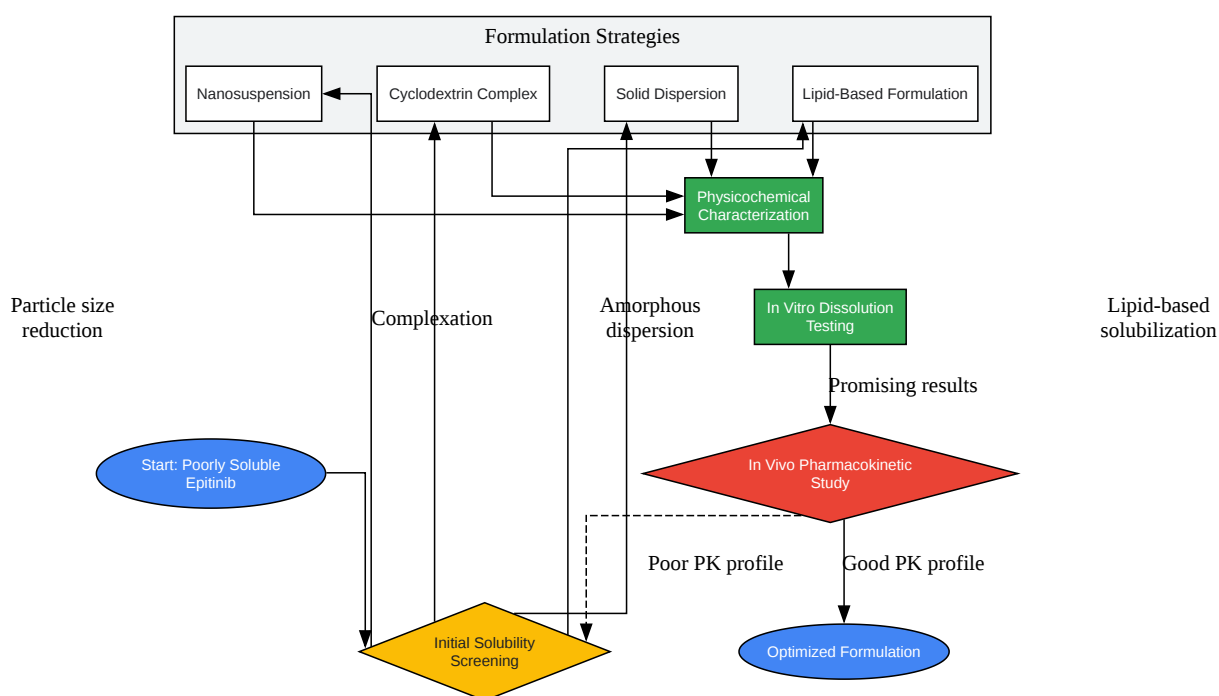 Formulation Strategies
Nanosuspension
Cyclodextrin Complex
Solid Dispersion
Lipid-Based Formulation
Physicochemical
Characterization
Particle size
reduction
Complexation
Amorphous
dispersion
In Vitro Dissolution
Testing
Lipid-based
solubilization
Promising results
Start: Poorly Soluble
Epitinib
In Vivo Pharmacokinetic
Study
Poor PK profile
Good PK profile
Initial Solubility
Screening
Optimized Formulation